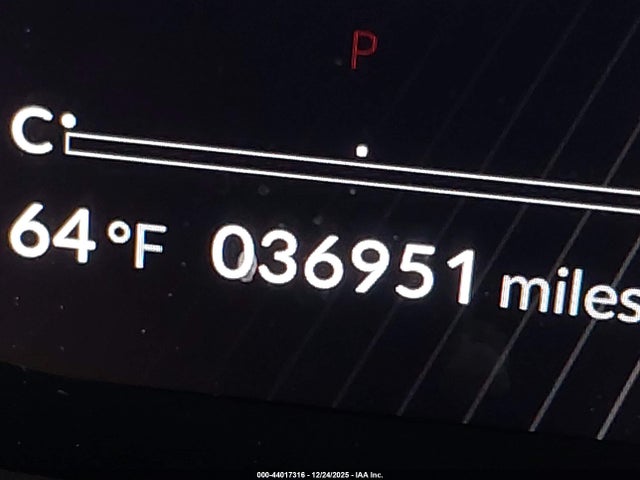 P
C
64°F 036951 miles
000-44017316 - 12/24/2025 - IAA Inc.